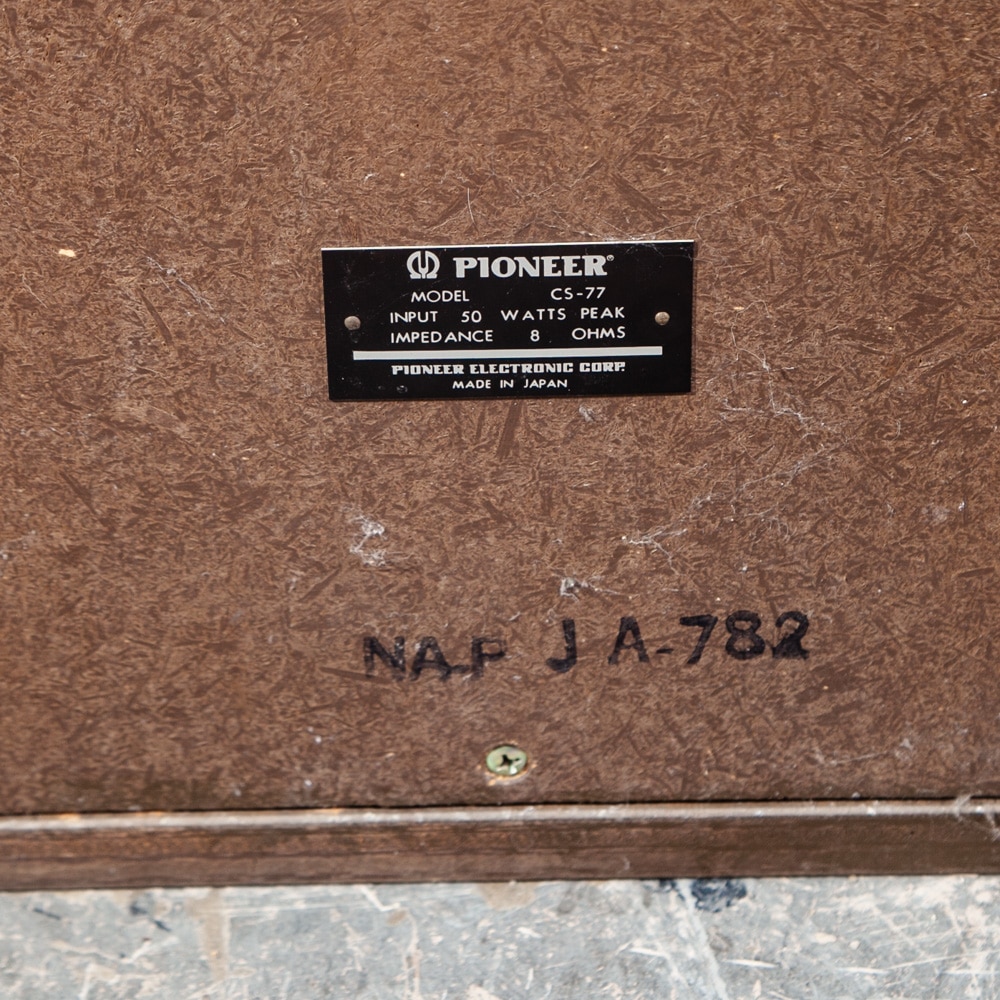 PIONEER®
MODEL CS-77
INPUT 50 WATTS PEAK
IMPEDANCE 8 OHMS
PIONEER ELECTRONIC CORP.
MADE IN JAPAN
NAP J A-782